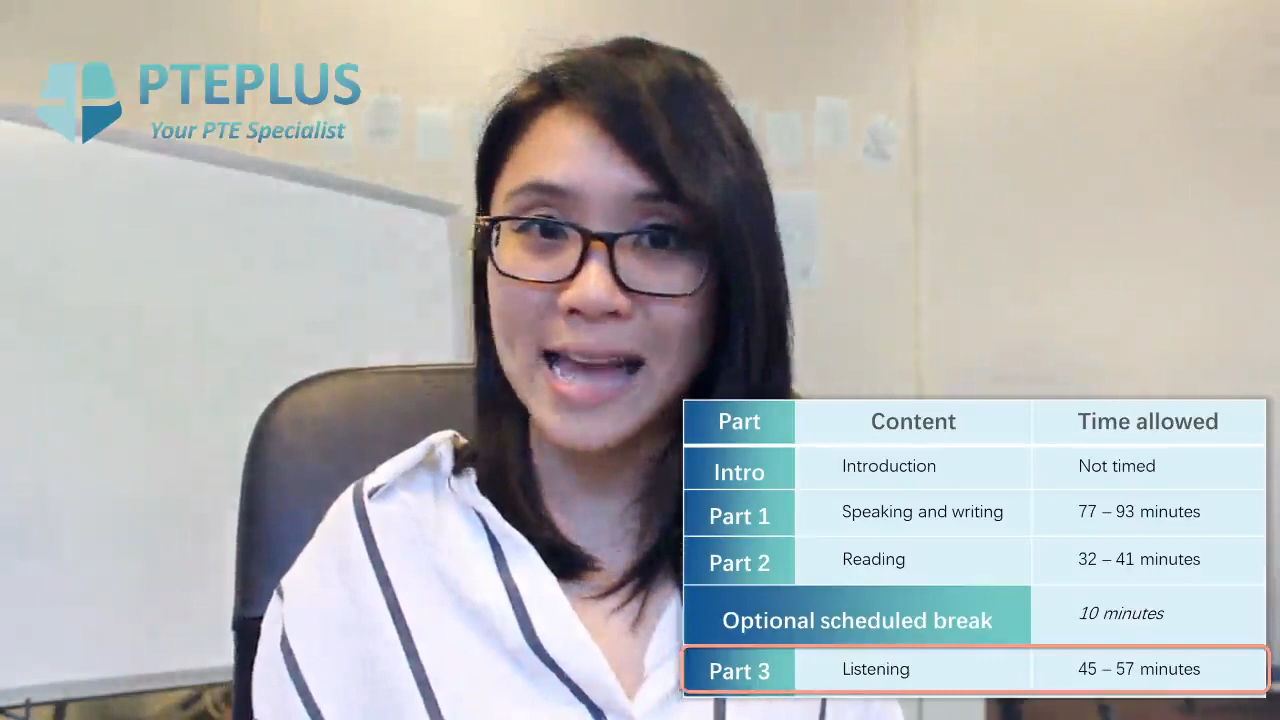 PTEPLUS
Your PTE Specialist
Part Content Time allowed
Intro Introduction Not timed
Part 1 Speaking and writing 77 – 93 minutes
Part 2 Reading 32 – 41 minutes
Optional scheduled break 10 minutes
Part 3 Listening 45 – 57 minutes